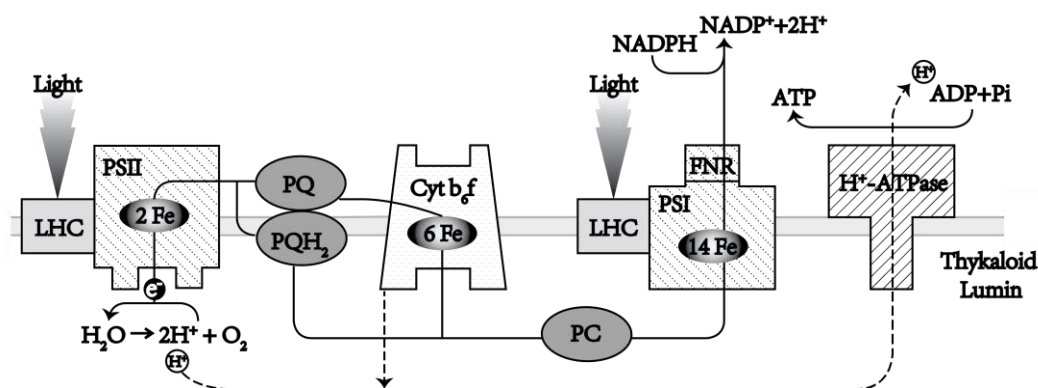 NADP⁺+2H⁺
NADPH
Light
Light
H⁺
ATP
ADP+Pi
PSII
PQ
Cyt b₆f
FNR
H⁺-ATPase
LHC
2 Fe
PQH₂
6 Fe
LHC
PSI
14 Fe
Thykaloid
Lumin
e⁻
H₂O → 2H⁺ + O₂
PC
H⁺